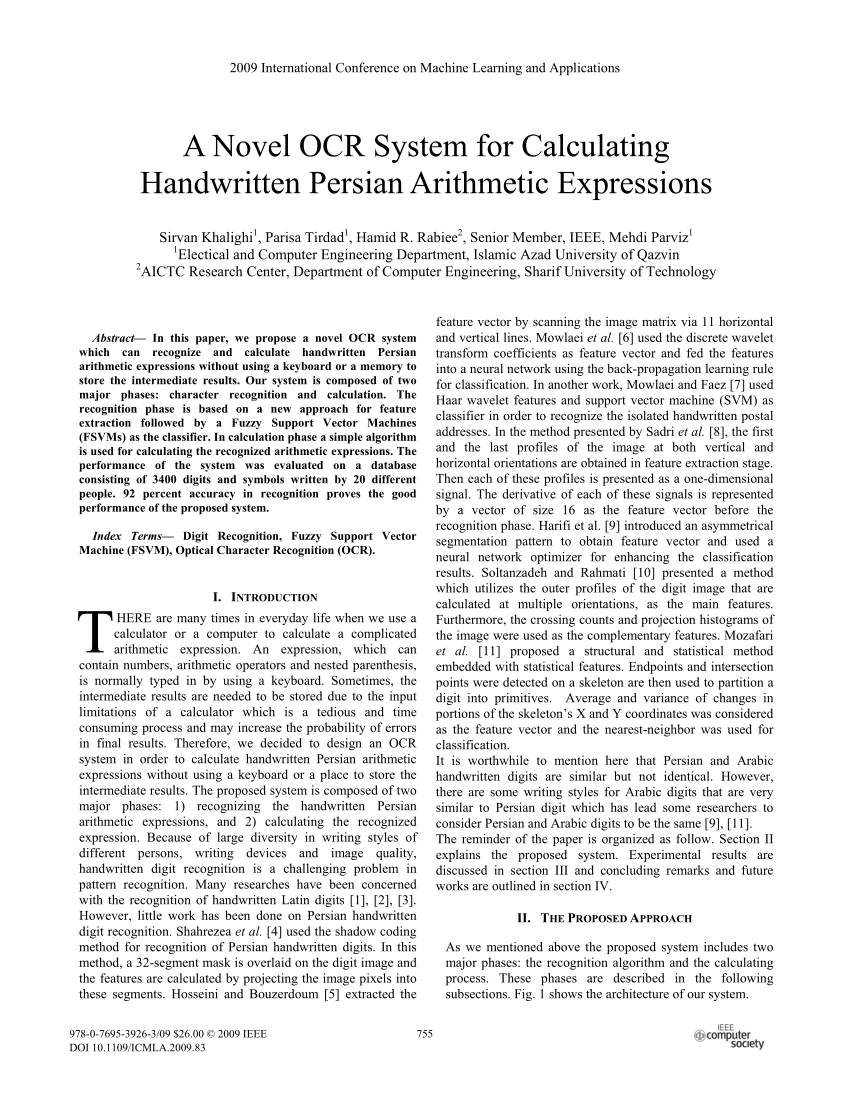 2009 International Conference on Machine Learning and Applications
A Novel OCR System for Calculating
Handwritten Persian Arithmetic Expressions
Sirvan Khalighi1, Parisa Tirdad1, Hamid R. Rabiee2, Senior Member, IEEE, Mehdi Parviz1
1Electical and Computer Engineering Department, Islamic Azad University of Qazvin
2AICTC Research Center, Department of Computer Engineering, Sharif University of Technology
Abstract— In this paper, we propose a novel OCR system
which can recognize and calculate handwritten Persian
arithmetic expressions without using a keyboard or a memory to
store the intermediate results. Our system is composed of two
major phases: character recognition and calculation. The
recognition phase is based on a new approach for feature
extraction followed by a Fuzzy Support Vector Machines
(FSVMs) as the classifier. In calculation phase a simple algorithm
is used for calculating the recognized arithmetic expressions. The
performance of the system was evaluated on a database
consisting of 3400 digits and symbols written by 20 different
people. 92 percent accuracy in recognition proves the good
performance of the proposed system.
Index Terms— Digit Recognition, Fuzzy Support Vector
Machine (FSVM), Optical Character Recognition (OCR).
I. INTRODUCTION
THERE are many times in everyday life when we use a
calculator or a computer to calculate a complicated
arithmetic expression. An expression, which can
contain numbers, arithmetic operators and nested parenthesis,
is normally typed in by using a keyboard. Sometimes, the
intermediate results are needed to be stored due to the input
limitations of a calculator which is a tedious and time
consuming process and may increase the probability of errors
in final results. Therefore, we decided to design an OCR
system in order to calculate handwritten Persian arithmetic
expressions without using a keyboard or a place to store the
intermediate results. The proposed system is composed of two
major phases: 1) recognizing the handwritten Persian
arithmetic expressions, and 2) calculating the recognized
expression. Because of large diversity in writing styles of
different persons, writing devices and image quality,
handwritten digit recognition is a challenging problem in
pattern recognition. Many researches have been concerned
with the recognition of handwritten Latin digits [1], [2], [3].
However, little work has been done on Persian handwritten
digit recognition. Shahrezea et al. [4] used the shadow coding
method for recognition of Persian handwritten digits. In this
method, a 32-segment mask is overlaid on the digit image and
the features are calculated by projecting the image pixels into
these segments. Hosseini and Bouzerdoum [5] extracted the
feature vector by scanning the image matrix via 11 horizontal
and vertical lines. Mowlaei et al. [6] used the discrete wavelet
transform coefficients as feature vector and fed the features
into a neural network using the back-propagation learning rule
for classification. In another work, Mowlaei and Faez [7] used
Haar wavelet features and support vector machine (SVM) as
classifier in order to recognize the isolated handwritten postal
addresses. In the method presented by Sadri et al. [8], the first
and the last profiles of the image at both vertical and
horizontal orientations are obtained in feature extraction stage.
Then each of these profiles is presented as a one-dimensional
signal. The derivative of each of these signals is represented
by a vector of size 16 as the feature vector before the
recognition phase. Harifi et al. [9] introduced an asymmetrical
segmentation pattern to obtain feature vector and used a
neural network optimizer for enhancing the classification
results. Soltanzadeh and Rahmati [10] presented a method
which utilizes the outer profiles of the digit image that are
calculated at multiple orientations, as the main features.
Furthermore, the crossing counts and projection histograms of
the image were used as the complementary features. Mozafari
et al. [11] proposed a structural and statistical method
embedded with statistical features. Endpoints and intersection
points were detected on a skeleton are then used to partition a
digit into primitives. Average and variance of changes in
portions of the skeleton's X and Y coordinates was considered
as the feature vector and the nearest-neighbor was used for
classification.
It is worthwhile to mention here that Persian and Arabic
handwritten digits are similar but not identical. However,
there are some writing styles for Arabic digits that are very
similar to Persian digit which has lead some researchers to
consider Persian and Arabic digits to be the same [9], [11].
The reminder of the paper is organized as follow. Section II
explains the proposed system. Experimental results are
discussed in section III and concluding remarks and future
works are outlined in section IV.
II. THE PROPOSED APPROACH
As we mentioned above the proposed system includes two
major phases: the recognition algorithm and the calculating
process. These phases are described in the following
subsections. Fig. 1 shows the architecture of our system.
978-0-7695-3926-3/09 $26.00 © 2009 IEEE
DOI 10.1109/ICMLA.2009.83
755
IEEE
computer
society